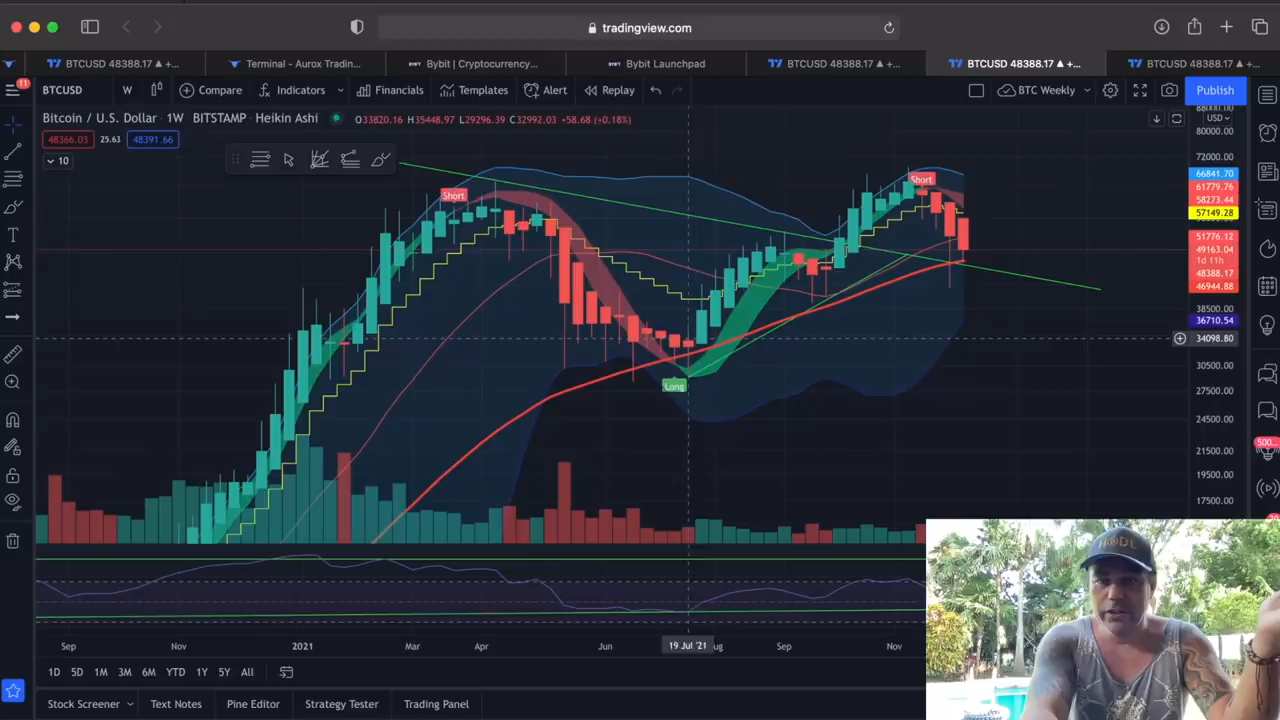 tradingview.com
BTCUSD 48388.17 ▲ +...
Terminal - Aurox Tradin...
Bybit | Cryptocurrency...
Bybit Launchpad
BTCUSD 48388.17 ▲ +...
BTCUSD 48388.17 ▲ +...
BTCUSD 48388.17 ▲ +...
11
BTCUSD
W
Compare
Indicators
Financials
Templates
Alert
Replay
BTC Weekly
Publish
Bitcoin / U.S. Dollar · 1W · BITSTAMP · Heikin Ashi
O33820.16 H35448.97 L29296.39 C32992.03 +58.68 (+0.18%)
48366.03 25.63 48391.66
10
USD
80000.00
72000.00
66841.70
61779.76
58273.44
57149.28
51776.12
49163.04
1d 11h
48388.17
46944.88
38500.00
36710.54
34098.80
30500.00
27500.00
24500.00
21500.00
19500.00
17500.00
Short
Short
Long
500...
HODL
Sep
Nov
2021
Mar
Apr
Jun
19 Jul '21
ug
Sep
Nov
1D 5D 1M 3M 6M YTD 1Y 5Y All
Stock Screener
Text Notes
Pine Editor
Strategy Tester
Trading Panel